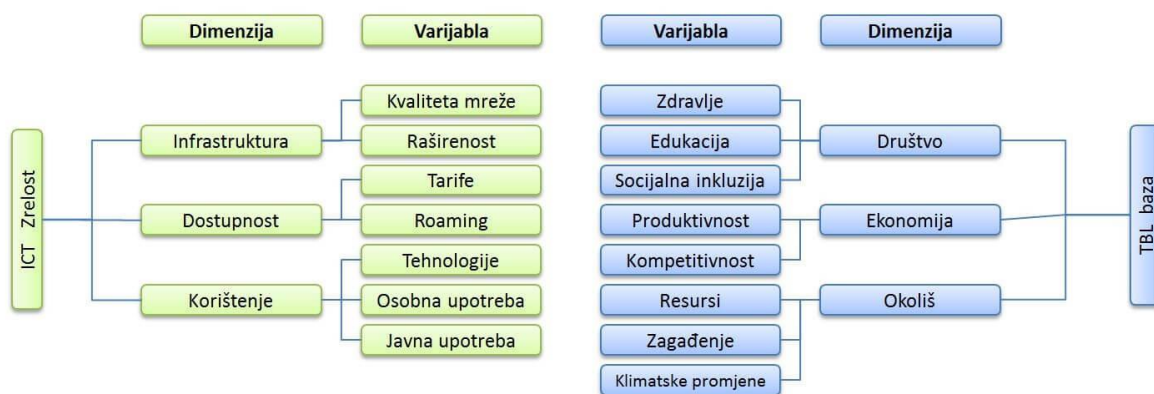 Dimenzija
Varijabla
Varijabla
Dimenzija
ICT Zrelost
Infrastruktura
Dostupnost
Korištenje
Kvaliteta mreže
Raširenost
Tarife
Roaming
Tehnologije
Osobna upotreba
Javna upotreba
Zdravlje
Edukacija
Socijalna inkluzija
Produktivnost
Kompetitivnost
Resursi
Zagađenje
Klimatske promjene
Društvo
Ekonomija
Okoliš
TBL baza